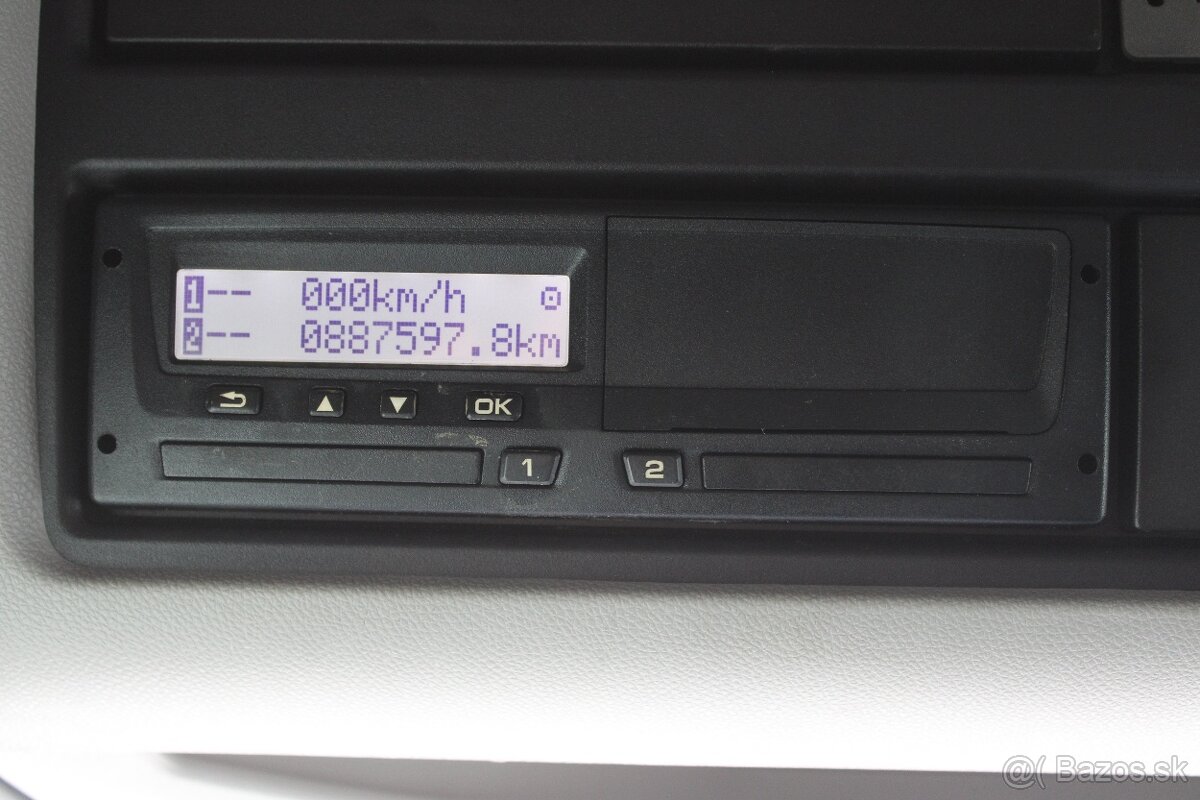 1-- 000km/h ⊙
2-- 0887597.8km
▲ ▼ OK
1 2
@( Bazos.sk